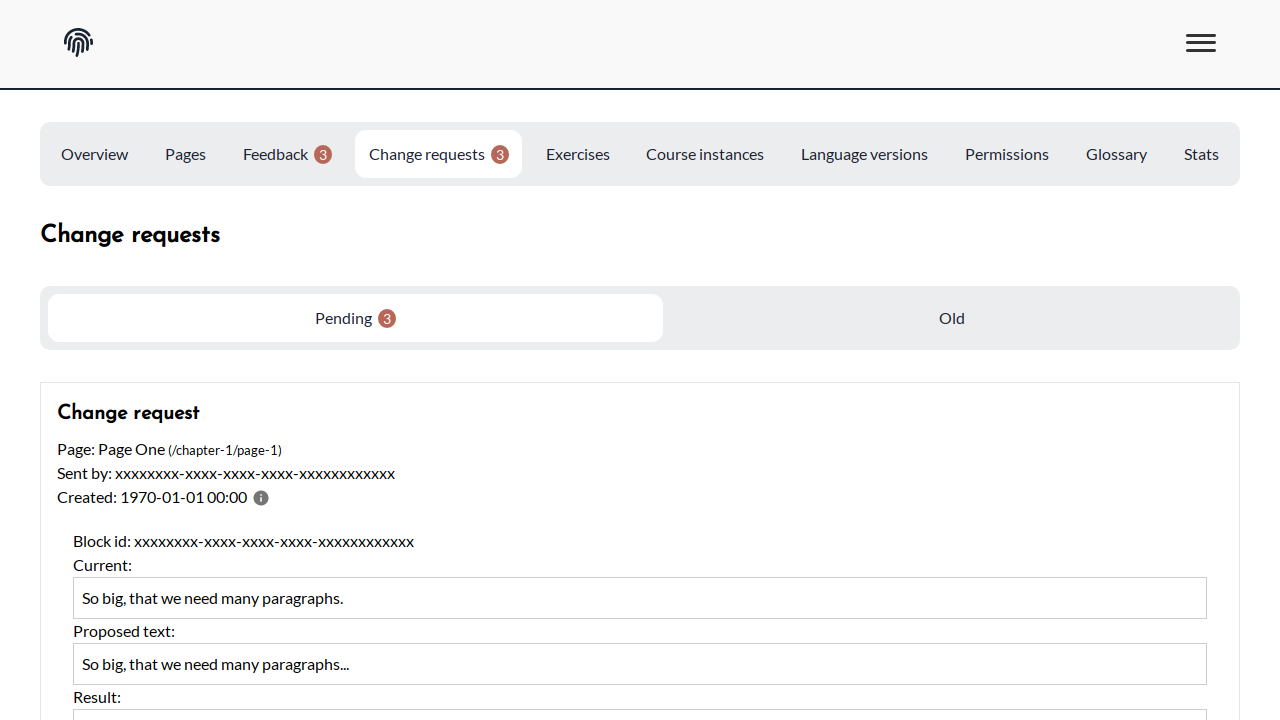 Overview Pages Feedback 3 Change requests 3 Exercises Course instances Language versions Permissions Glossary Stats
Change requests
Pending 3 Old
Change request
Page: Page One (/chapter-1/page-1)
Sent by: xxxxxxxx-xxxx-xxxx-xxxx-xxxxxxxxxxxx
Created: 1970-01-01 00:00
Block id: xxxxxxxx-xxxx-xxxx-xxxx-xxxxxxxxxxxx
Current:
So big, that we need many paragraphs.
Proposed text:
So big, that we need many paragraphs...
Result: